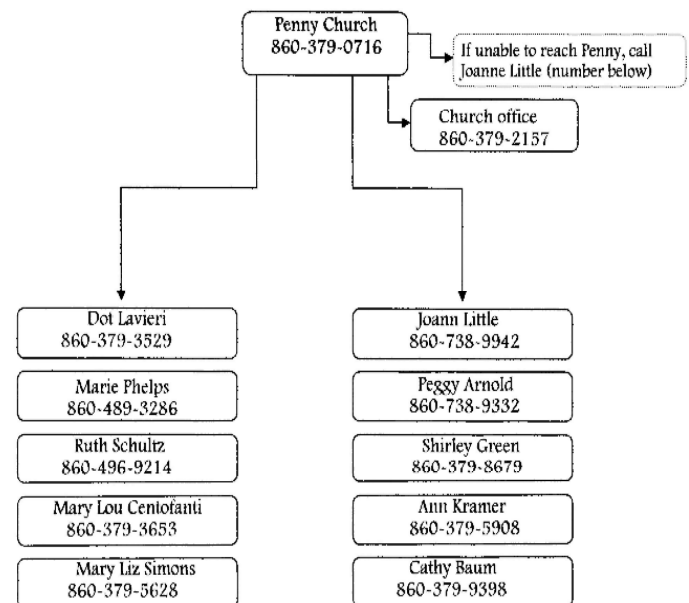 Penny Church
860-379-0716
If unable to reach Penny, call
Joanne Little (number below)
Church office
860-379-2157
Dot Lavieri
860-379-3529
Marie Phelps
860-489-3286
Ruth Schultz
860-496-9214
Mary Lou Centofanti
860-379-3653
Mary Liz Simons
860-379-5628
Joann Little
860-738-9942
Peggy Arnold
860-738-9332
Shirley Green
860-379-8679
Ann Kramer
860-379-5908
Cathy Baum
860-379-9398